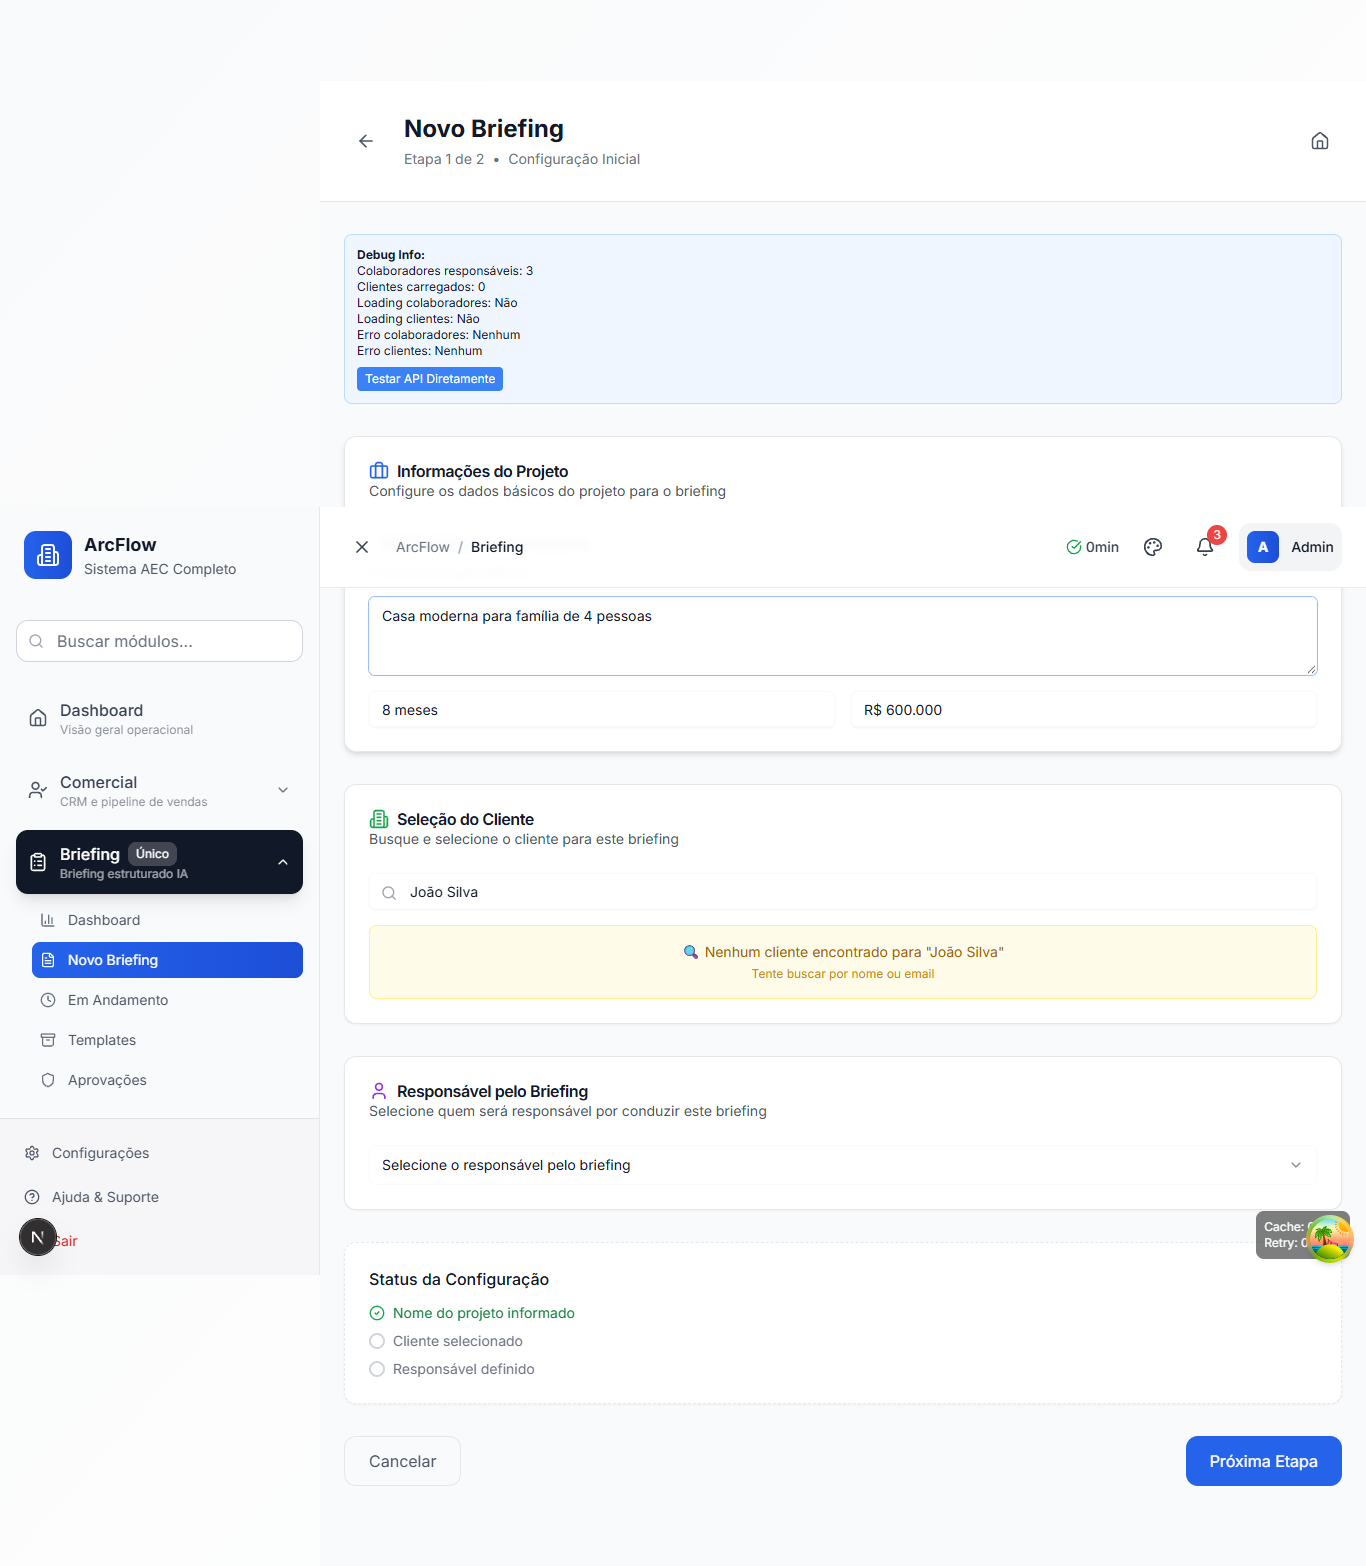 Novo Briefing
Etapa 1 de 2 • Configuração Inicial
Debug Info:
Colaboradores responsáveis: 3
Clientes carregados: 0
Loading colaboradores: Não
Loading clientes: Não
Erro colaboradores: Nenhum
Erro clientes: Nenhum
Testar API Diretamente
Informações do Projeto
Configure os dados básicos do projeto para o briefing
ArcFlow
Sistema AEC Completo
Buscar módulos...
Dashboard
Visão geral operacional
Comercial
CRM e pipeline de vendas
Briefing Único
Briefing estruturado IA
Dashboard
Novo Briefing
Em Andamento
Templates
Aprovações
Configurações
Ajuda & Suporte
N
Sair
ArcFlow / Briefing
0min
3
A Admin
Casa moderna para família de 4 pessoas
8 meses
R$ 600.000
Seleção do Cliente
Busque e selecione o cliente para este briefing
João Silva
Nenhum cliente encontrado para "João Silva"
Tente buscar por nome ou email
Responsável pelo Briefing
Selecione quem será responsável por conduzir este briefing
Selecione o responsável pelo briefing
Cache:
Retry:
Status da Configuração
Nome do projeto informado
Cliente selecionado
Responsável definido
Cancelar
Próxima Etapa